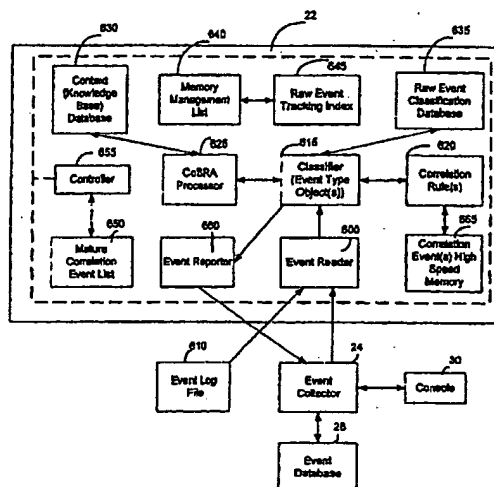 630
640
22
635
645
Context
(Knowledge
Base)
Database
Memory
Management
List
Raw Event
Tracking Index
Raw Event
Classification
Database
655
625
615
620
Controller
CoBRA
Processor
Classifier
(Event Type
Object(s))
Correlation
Rule(s)
650
660
600
665
Mature
Correlation
Event List
Event Reporter
Event Reader
Correlation
Event(s) High
Speed Memory
610
24
30
Event Log
File
Event
Collector
Console
28
Event
Database